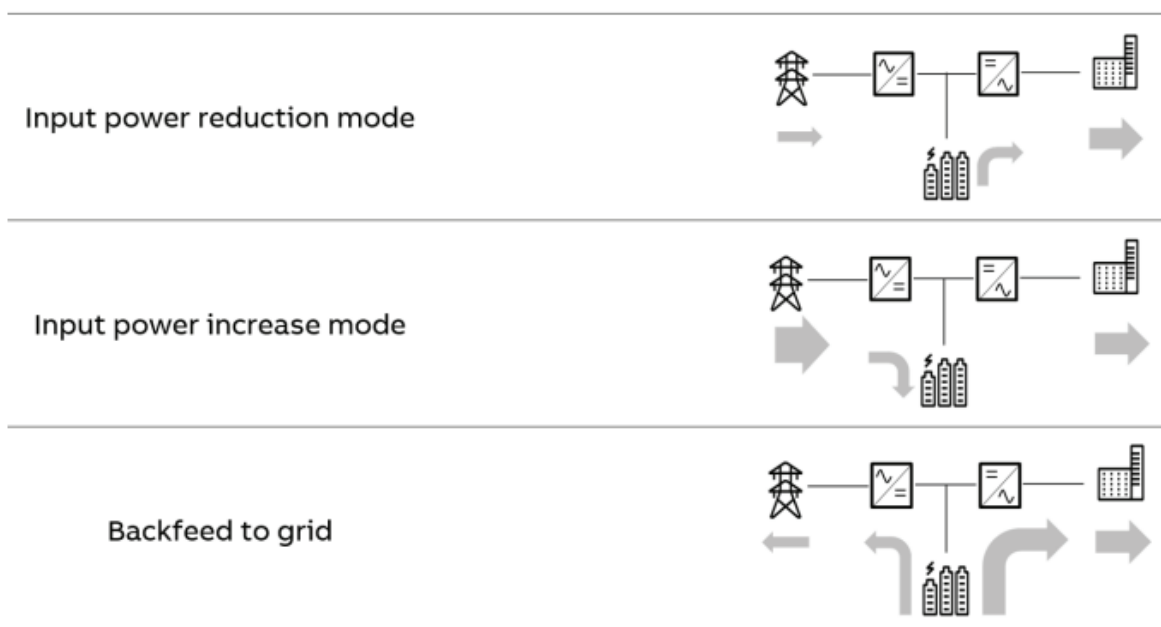 Input power reduction mode
Input power increase mode
Backfeed to grid